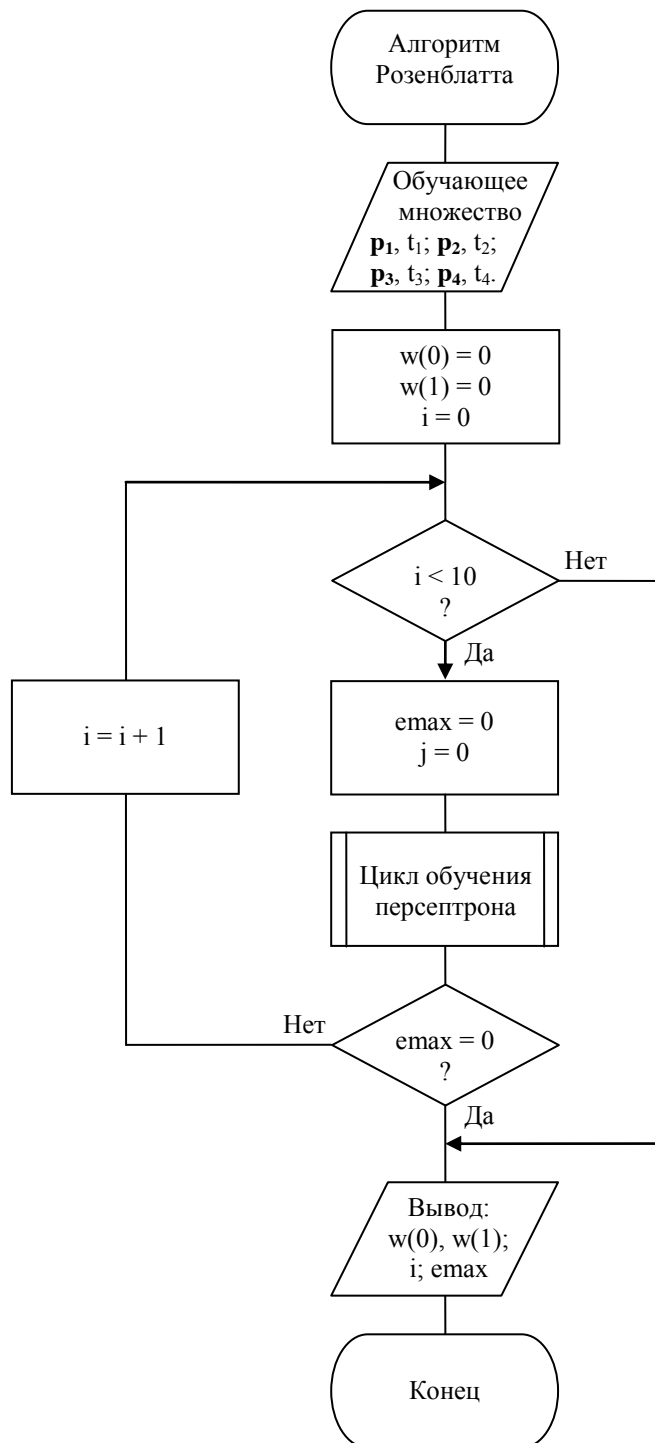 Алгоритм
Розенблатта
Обучающее
множество
p₁, t₁; p₂, t₂;
p₃, t₃; p₄, t₄.
w(0) = 0
w(1) = 0
i = 0
i < 10
?
Нет
Да
i = i + 1
emax = 0
j = 0
Цикл обучения
персептрона
Нет
emax = 0
?
Да
Вывод:
w(0), w(1);
i; emax
Конец